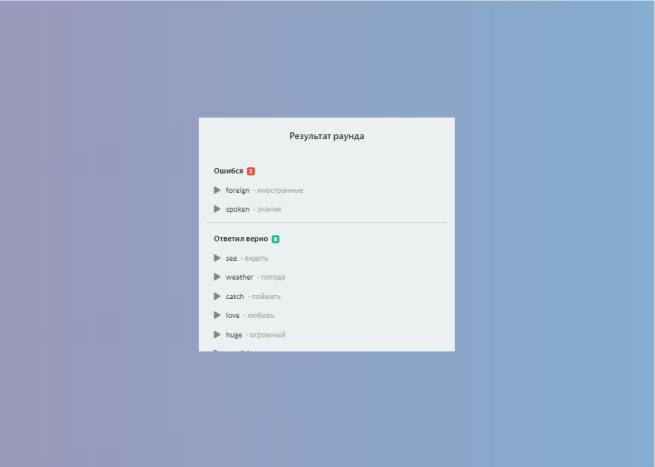 Результат раунда
Ошибся 2
foreign - иностранные
spoken - знание
Ответил верно 8
see - видеть
weather - погода
catch - поймать
love - любовь
huge - огромный